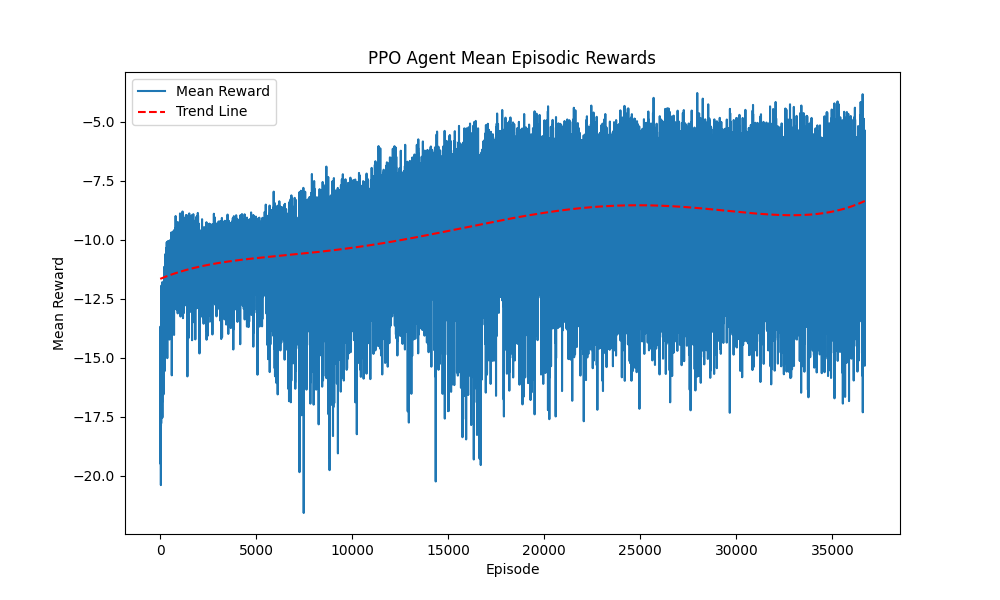 PPO Agent Mean Episodic Rewards
Mean Reward
Trend Line
−5.0
−7.5
−10.0
−12.5
−15.0
−17.5
−20.0
Mean Reward
0 5000 10000 15000 20000 25000 30000 35000
Episode